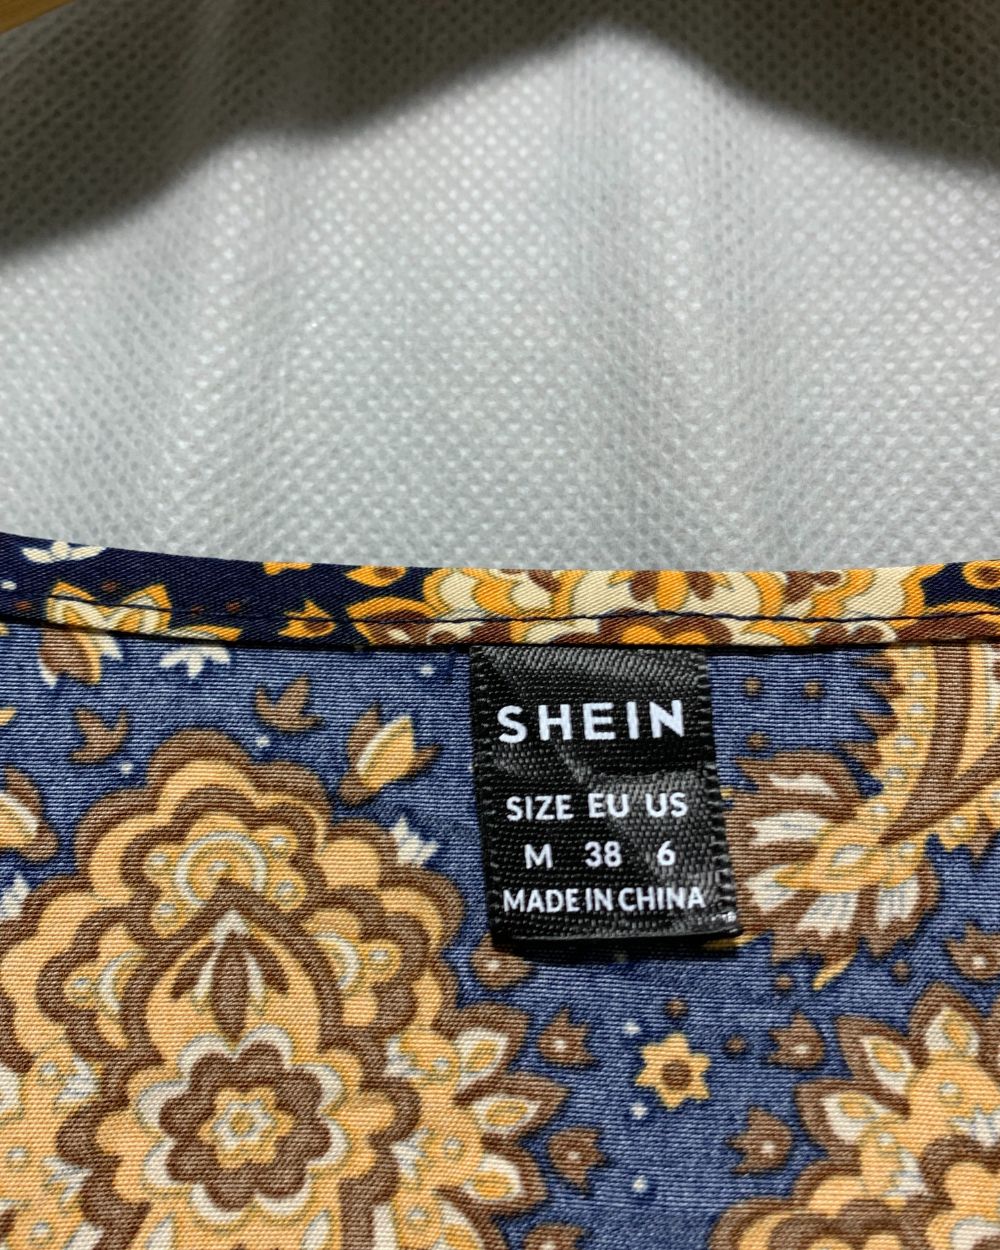 SHEIN
SIZE EU US
M 38 6
MADE IN CHINA